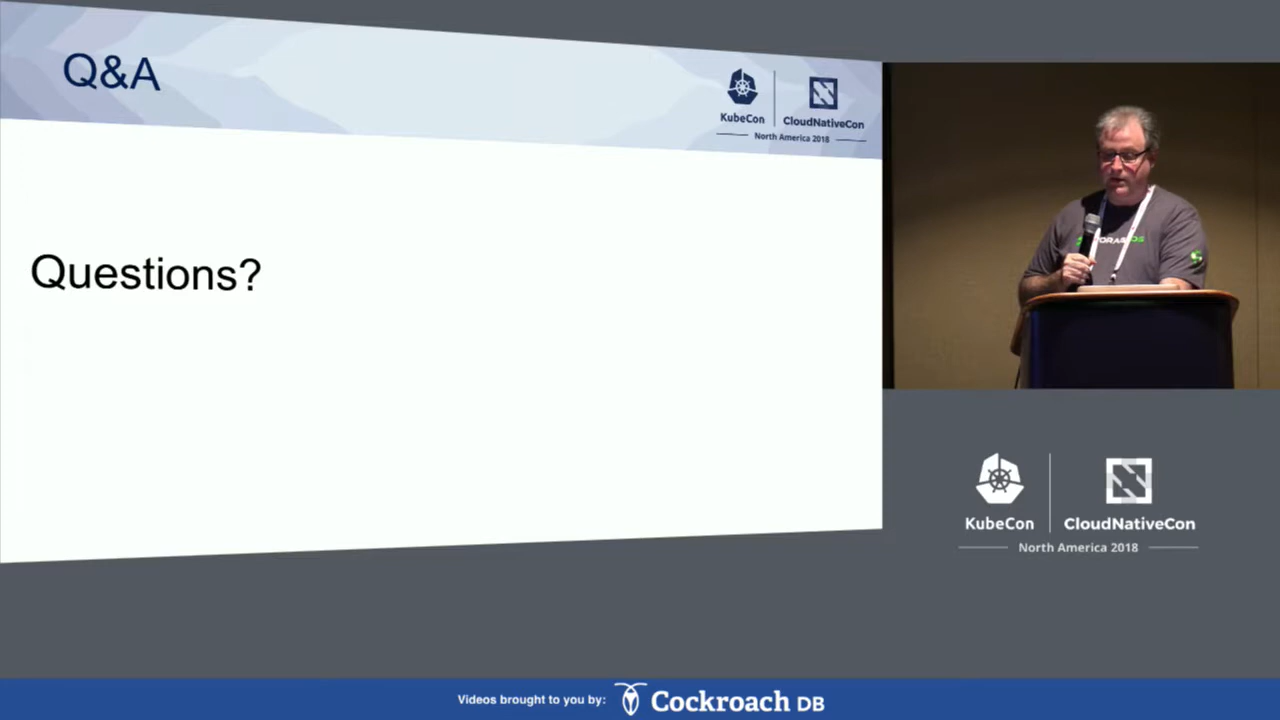 Q&A
KubeCon
CloudNativeCon
North America 2018
Questions?
KubeCon
CloudNativeCon
North America 2018
Videos brought to you by:
Cockroach DB